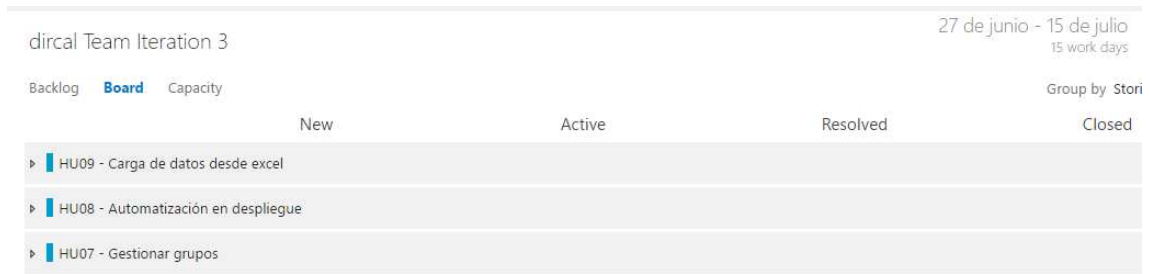 27 de junio - 15 de julio
dircal Team Iteration 3
15 work days
Backlog Board Capacity Group by Stori
New Active Resolved Closed
HU09 - Carga de datos desde excel
HU08 - Automatización en despliegue
HU07 - Gestionar grupos